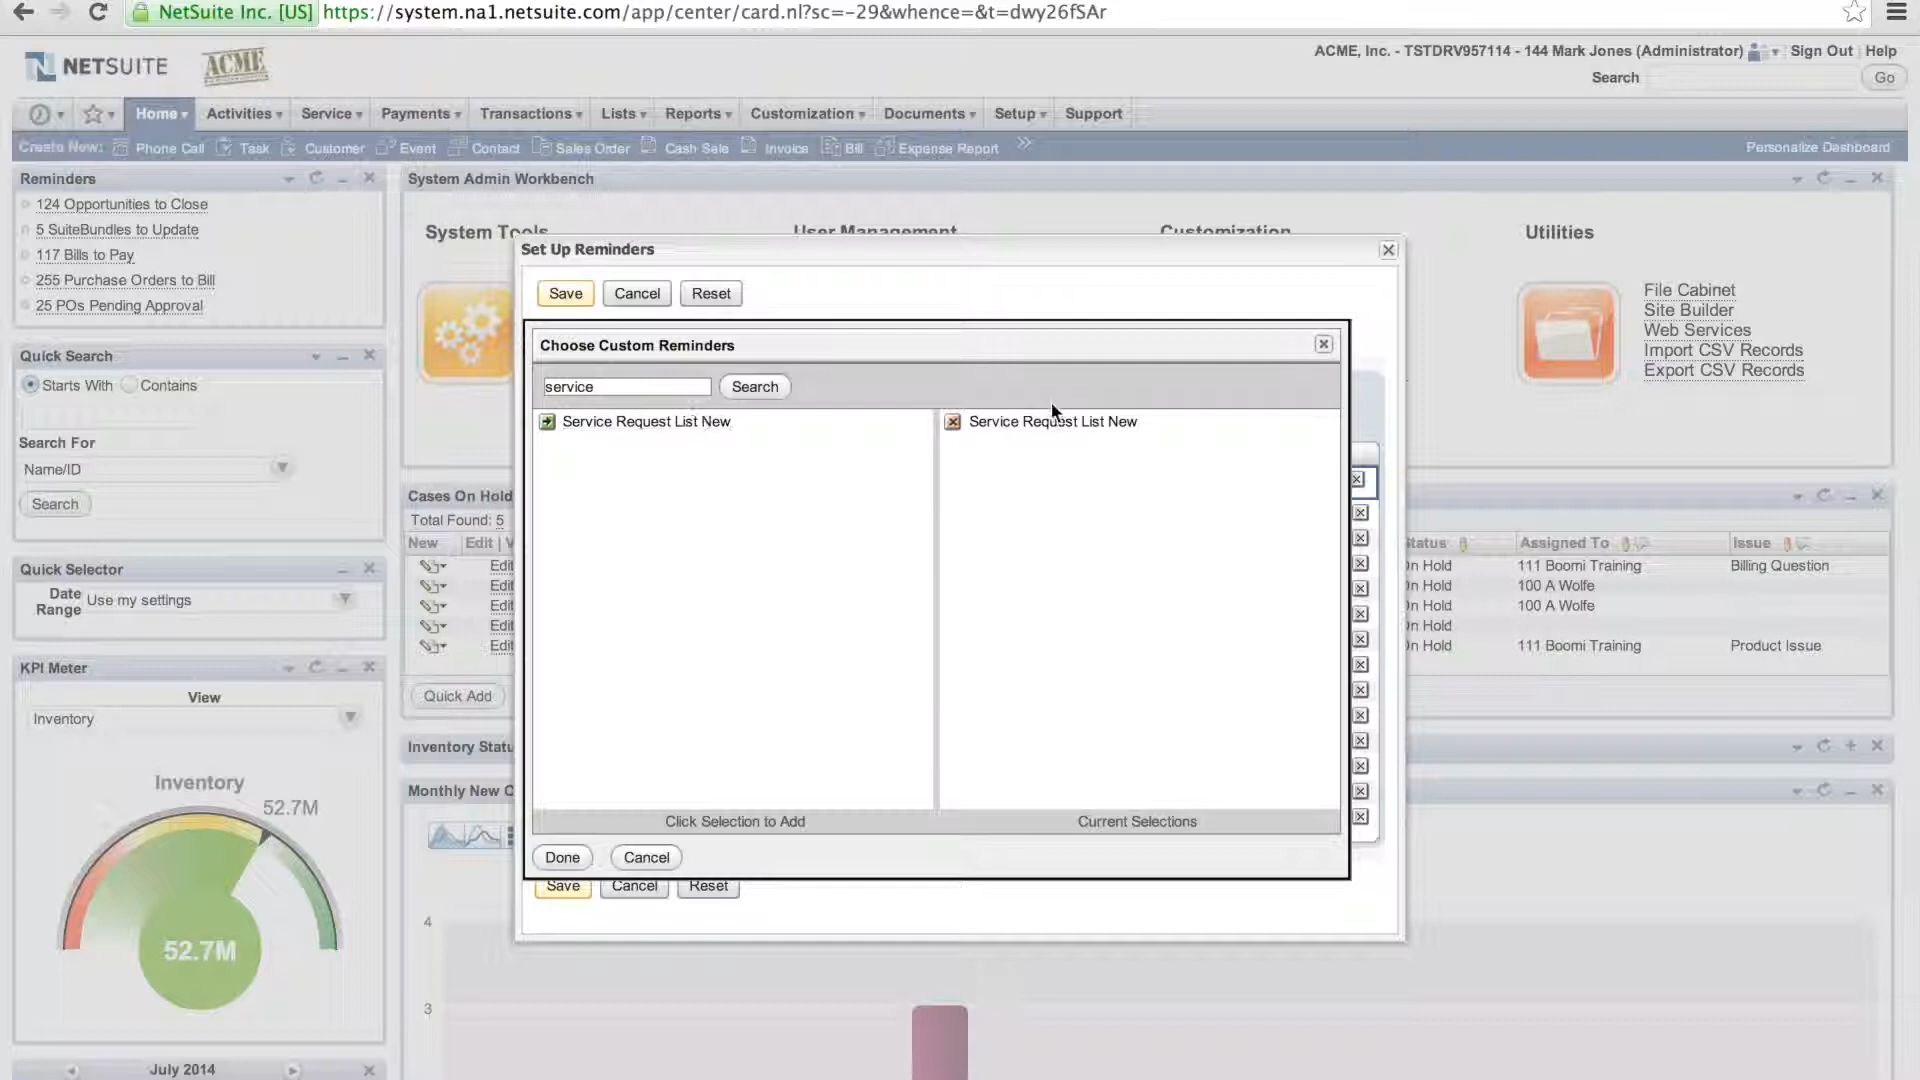 NetSuite Inc. [US] https://system.na1.netsuite.com/app/center/card.nl?sc=-29&whence=&t=dwy26fSAr
ACME, Inc. - TSTDRV957114 - 144 Mark Jones (Administrator) Sign Out Help
NETSUITE ACME
Search Go
Home Activities Service Payments Transactions Lists Reports Customization Documents Setup Support
Create New: Phone Call Task Customer Event Contact Sales Order Cash Sale Invoice Bill Expense Report Personalize Dashboard
Reminders
124 Opportunities to Close
5 SuiteBundles to Update
117 Bills to Pay
255 Purchase Orders to Bill
25 POs Pending Approval
Quick Search
Starts With Contains
Search For
Name/ID
Search
Quick Selector
Date Range Use my settings
KPI Meter
View
Inventory
Inventory
52.7M
52.7M
July 2014
System Admin Workbench
System Tools User Management Customization Utilities
File Cabinet
Site Builder
Web Services
Import CSV Records
Export CSV Records
Set Up Reminders
Save Cancel Reset
Choose Custom Reminders
service Search
Service Request List New Service Request List New
Click Selection to Add Current Selections
Done Cancel
Save Cancel Reset
Cases On Hold
Total Found: 5
New Edit | V
Edit
Edit
Edit
Edit
Edit
Quick Add
Status Assigned To Issue
On Hold 111 Boomi Training Billing Question
On Hold 100 A Wolfe
On Hold 100 A Wolfe
On Hold
On Hold 111 Boomi Training Product Issue
Inventory Statu
Monthly New C
4
3